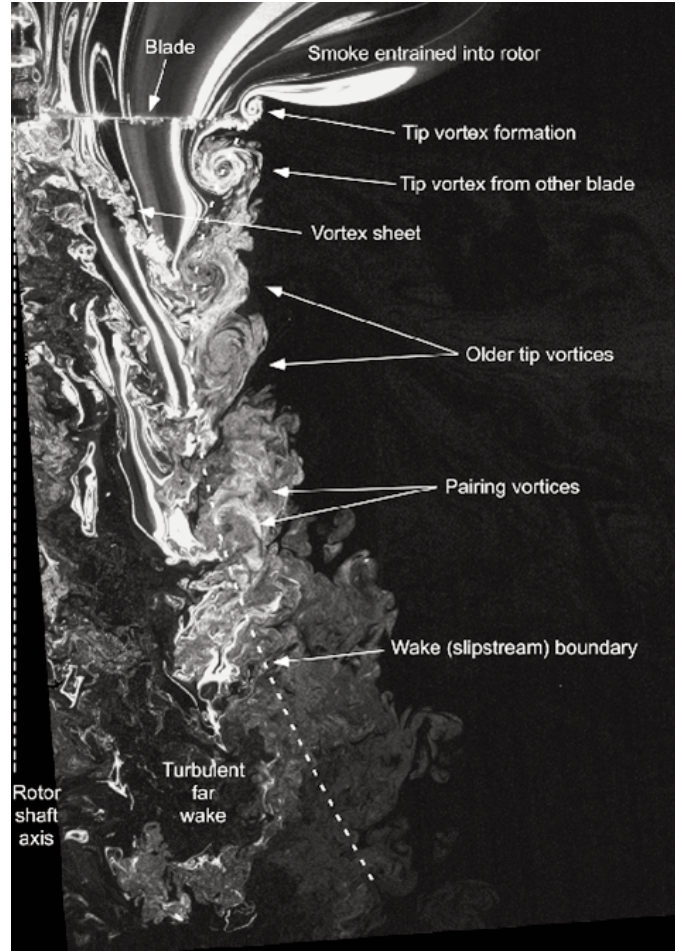 Blade
Smoke entrained into rotor
Tip vortex formation
Tip vortex from other blade
Vortex sheet
Older tip vortices
Pairing vortices
Wake (slipstream) boundary
Turbulent
far
wake
Rotor
shaft
axis